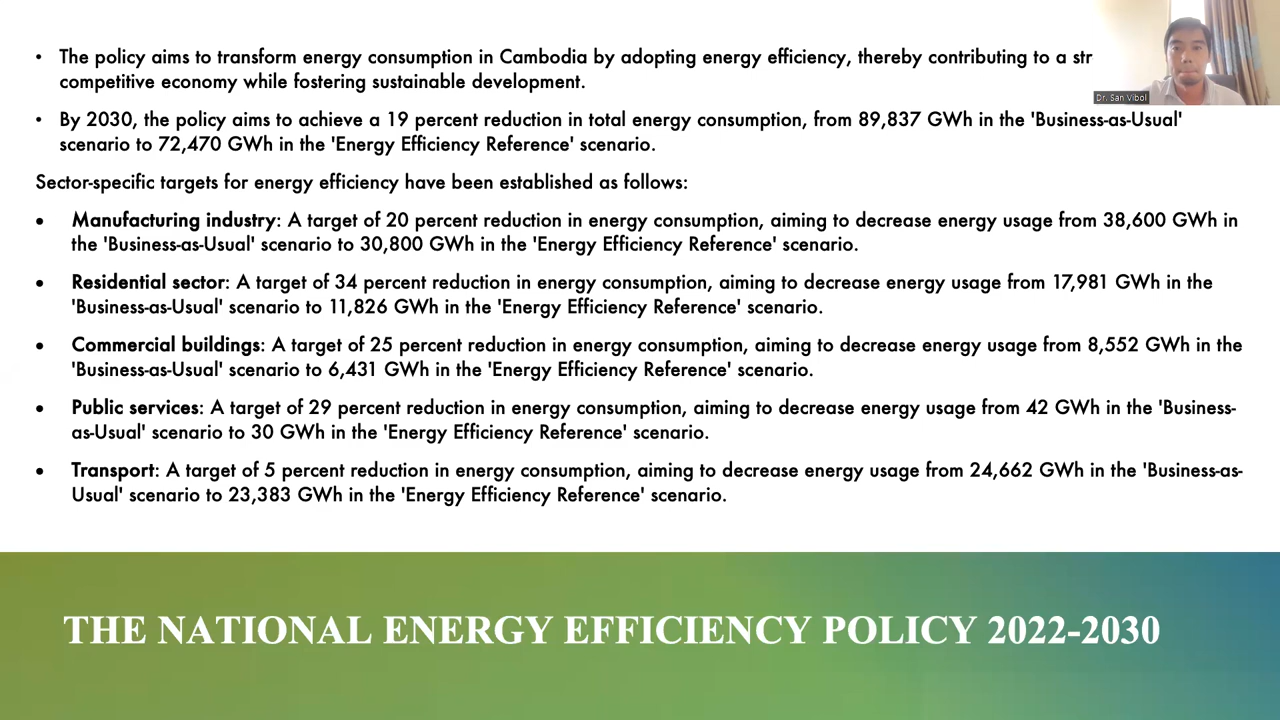 • The policy aims to transform energy consumption in Cambodia by adopting energy efficiency, thereby contributing to a str
competitive economy while fostering sustainable development.
• By 2030, the policy aims to achieve a 19 percent reduction in total energy consumption, from 89,837 GWh in the 'Business-as-Usual'
scenario to 72,470 GWh in the 'Energy Efficiency Reference' scenario.
Sector-specific targets for energy efficiency have been established as follows:
• Manufacturing industry: A target of 20 percent reduction in energy consumption, aiming to decrease energy usage from 38,600 GWh in
the 'Business-as-Usual' scenario to 30,800 GWh in the 'Energy Efficiency Reference' scenario.
• Residential sector: A target of 34 percent reduction in energy consumption, aiming to decrease energy usage from 17,981 GWh in the
'Business-as-Usual' scenario to 11,826 GWh in the 'Energy Efficiency Reference' scenario.
• Commercial buildings: A target of 25 percent reduction in energy consumption, aiming to decrease energy usage from 8,552 GWh in the
'Business-as-Usual' scenario to 6,431 GWh in the 'Energy Efficiency Reference' scenario.
• Public services: A target of 29 percent reduction in energy consumption, aiming to decrease energy usage from 42 GWh in the 'Business-
as-Usual' scenario to 30 GWh in the 'Energy Efficiency Reference' scenario.
• Transport: A target of 5 percent reduction in energy consumption, aiming to decrease energy usage from 24,662 GWh in the 'Business-as-
Usual' scenario to 23,383 GWh in the 'Energy Efficiency Reference' scenario.
THE NATIONAL ENERGY EFFICIENCY POLICY 2022-2030
Dr. San Vibol